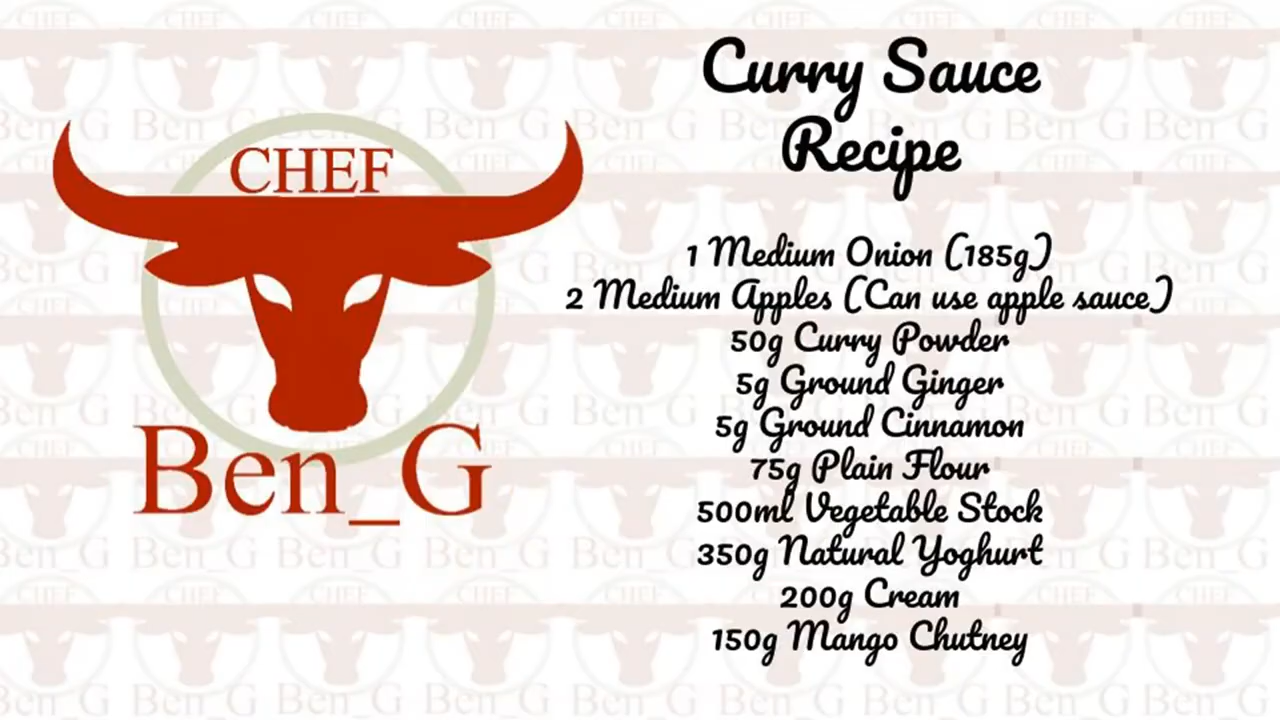 CHEF
Ben_G
Curry Sauce
Recipe
1 Medium Onion (185g)
2 Medium Apples (Can use apple sauce)
50g Curry Powder
5g Ground Ginger
5g Ground Cinnamon
75g Plain Flour
500ml Vegetable Stock
350g Natural Yoghurt
200g Cream
150g Mango Chutney